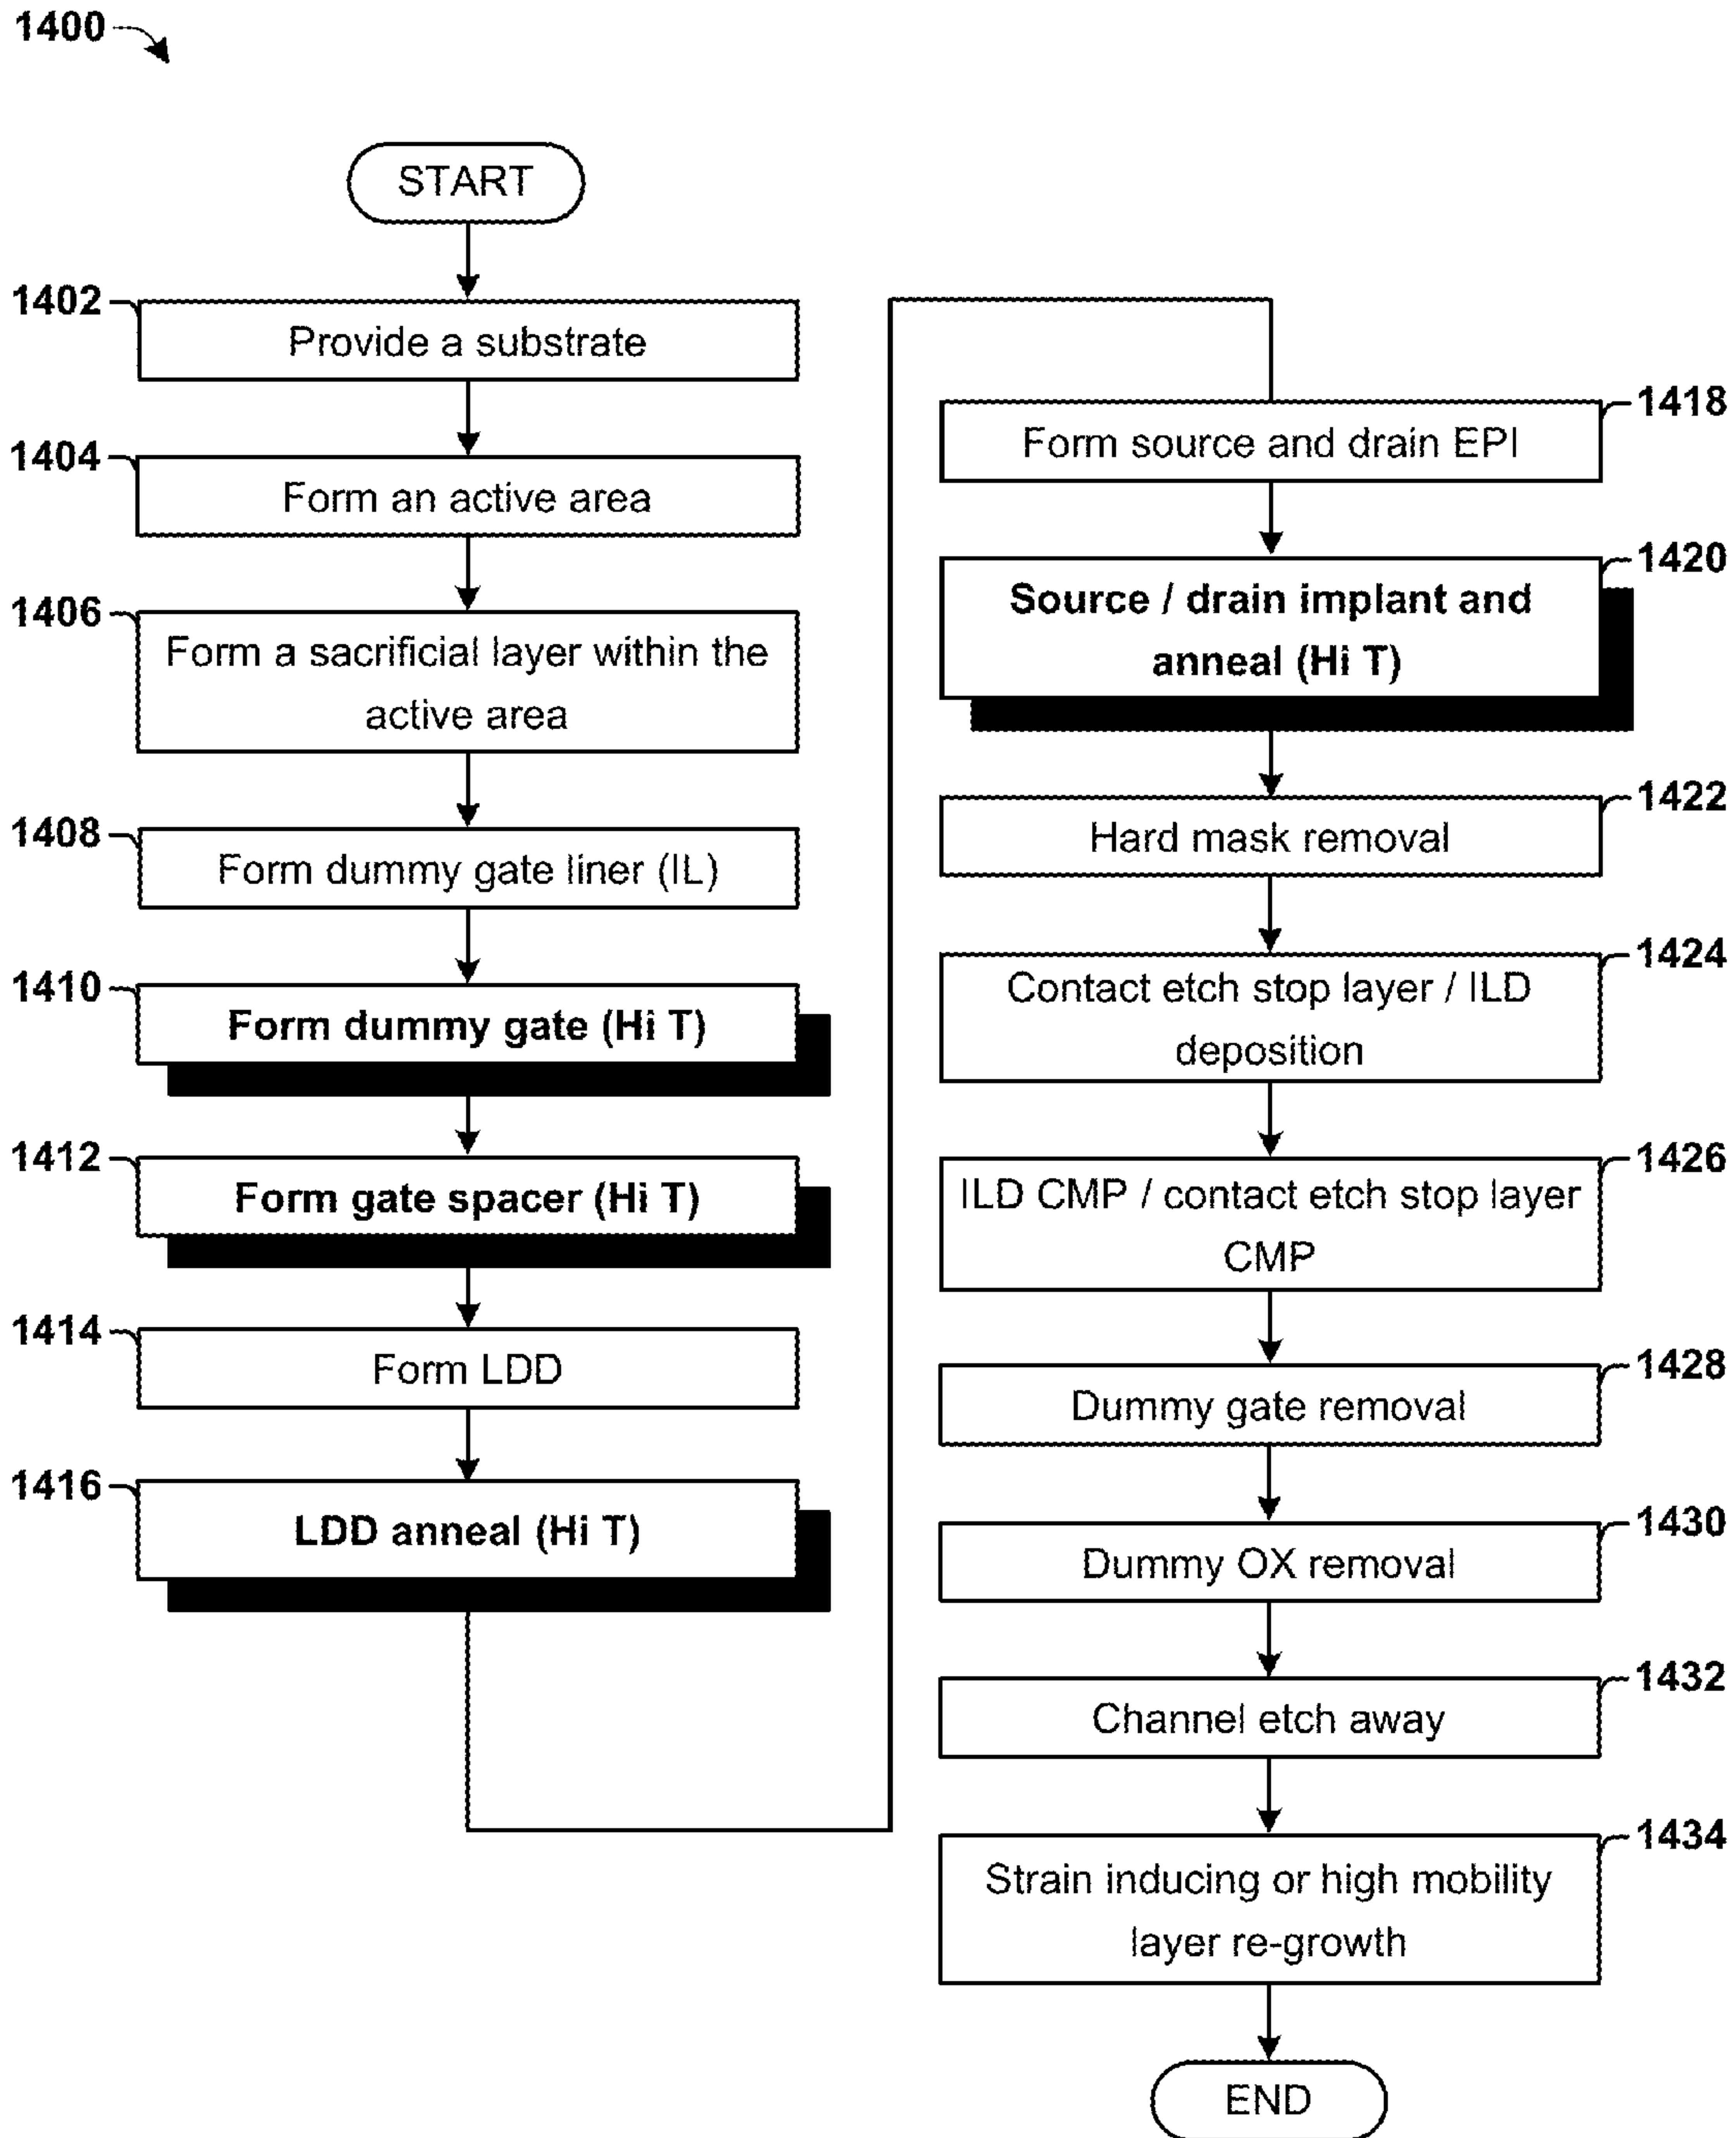 1400
START
1402
Provide a substrate
1404
Form an active area
1406
Form a sacrificial layer within the
active area
1408
Form dummy gate liner (IL)
1410
Form dummy gate (Hi T)
1412
Form gate spacer (Hi T)
1414
Form LDD
1416
LDD anneal (Hi T)
1418
Form source and drain EPI
1420
Source / drain implant and
anneal (Hi T)
1422
Hard mask removal
1424
Contact etch stop layer / ILD
deposition
1426
ILD CMP / contact etch stop layer
CMP
1428
Dummy gate removal
1430
Dummy OX removal
1432
Channel etch away
1434
Strain inducing or high mobility
layer re-growth
END